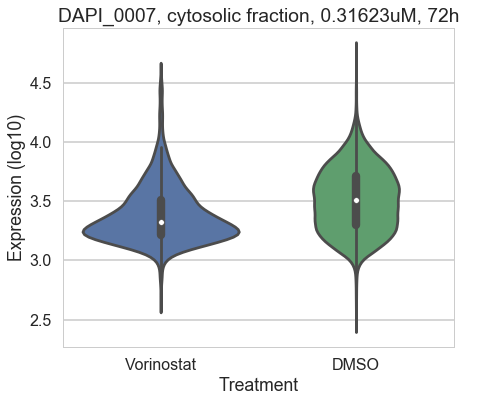 DAPI_0007, cytosolic fraction, 0.31623uM, 72h
Expression (log10)
4.5
4.0
3.5
3.0
2.5
Vorinostat
DMSO
Treatment